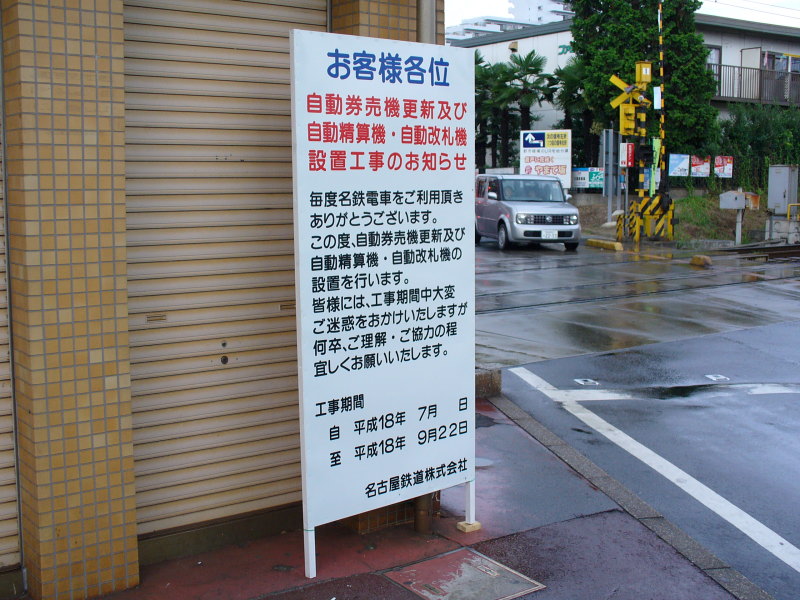 お客様各位
自動券売機更新及び
自動精算機・自動改札機
設置工事のお知らせ
毎度名鉄電車をご利用頂き
ありがとうございます。
この度、自動券売機更新及び
自動精算機・自動改札機の
設置を行います。
皆様には、工事期間中大変
ご迷惑をおかけいたしますが
何卒、ご理解・ご協力の程
宜しくお願いいたします。
工事期間
自 平成18年 7月 日
至 平成18年 9月22日
名古屋鉄道株式会社